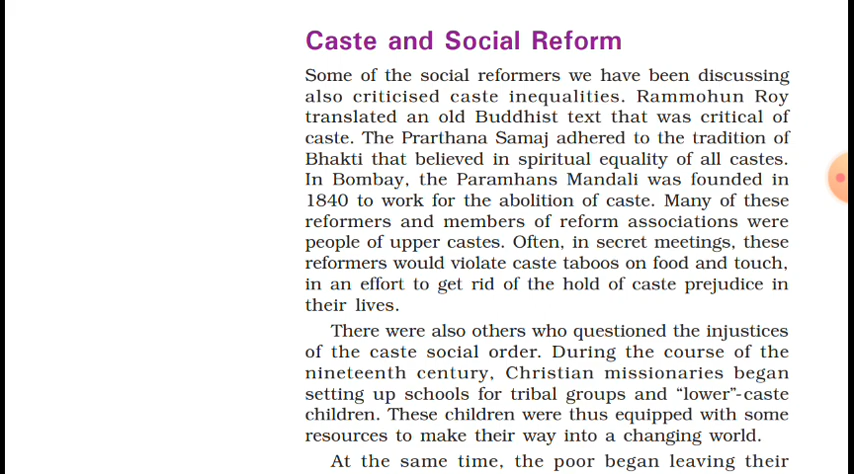 Caste and Social Reform
Some of the social reformers we have been discussing
also criticised caste inequalities. Rammohun Roy
translated an old Buddhist text that was critical of
caste. The Prarthana Samaj adhered to the tradition of
Bhakti that believed in spiritual equality of all castes.
In Bombay, the Paramhans Mandali was founded in
1840 to work for the abolition of caste. Many of these
reformers and members of reform associations were
people of upper castes. Often, in secret meetings, these
reformers would violate caste taboos on food and touch,
in an effort to get rid of the hold of caste prejudice in
their lives.
There were also others who questioned the injustices
of the caste social order. During the course of the
nineteenth century, Christian missionaries began
setting up schools for tribal groups and “lower”-caste
children. These children were thus equipped with some
resources to make their way into a changing world.
At the same time, the poor began leaving their